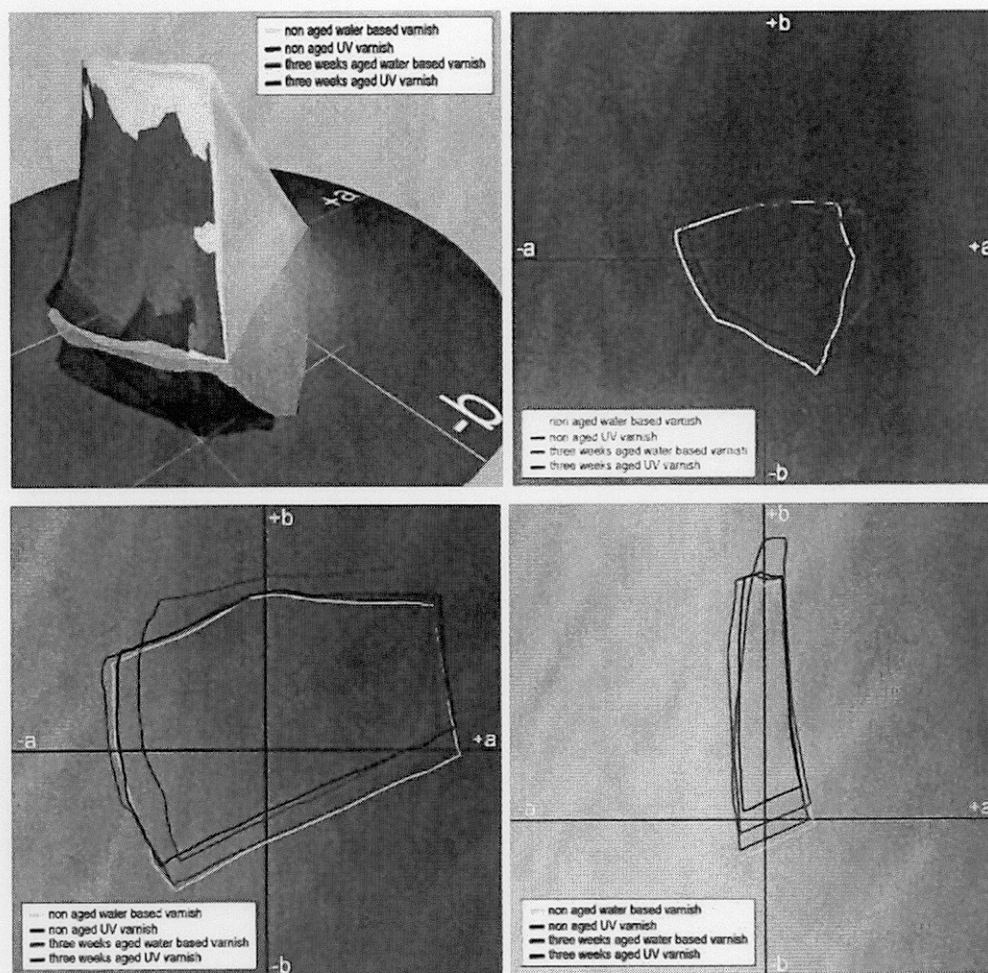 non aged water based varnish
non aged UV varnish
three weeks aged water based varnish
three weeks aged UV varnish
+a
-b
+b
-a
+a
non aged water based varnish
non aged UV varnish
three weeks aged water based varnish
three weeks aged UV varnish
-b
+b
-a
+a
non aged water based varnish
non aged UV varnish
three weeks aged water based varnish
three weeks aged UV varnish
-b
+b
-a
+a
non aged water based varnish
non aged UV varnish
three weeks aged water based varnish
three weeks aged UV varnish
-b